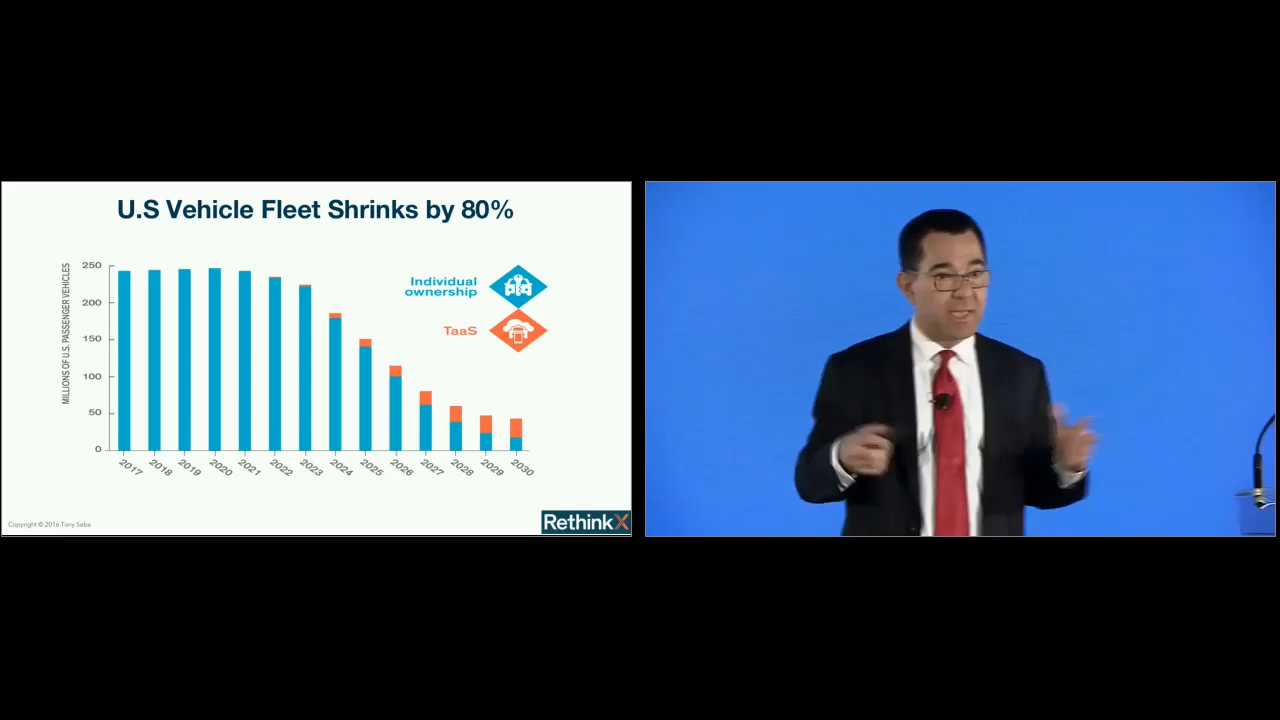 U.S Vehicle Fleet Shrinks by 80%
MILLIONS OF U.S. PASSENGER VEHICLES
250
200
150
100
50
0
Individual
ownership
TaaS
2017
2018
2019
2020
2021
2022
2023
2024
2025
2026
2027
2028
2029
2030
Copyright © 2016 Tony Seba
RethinkX